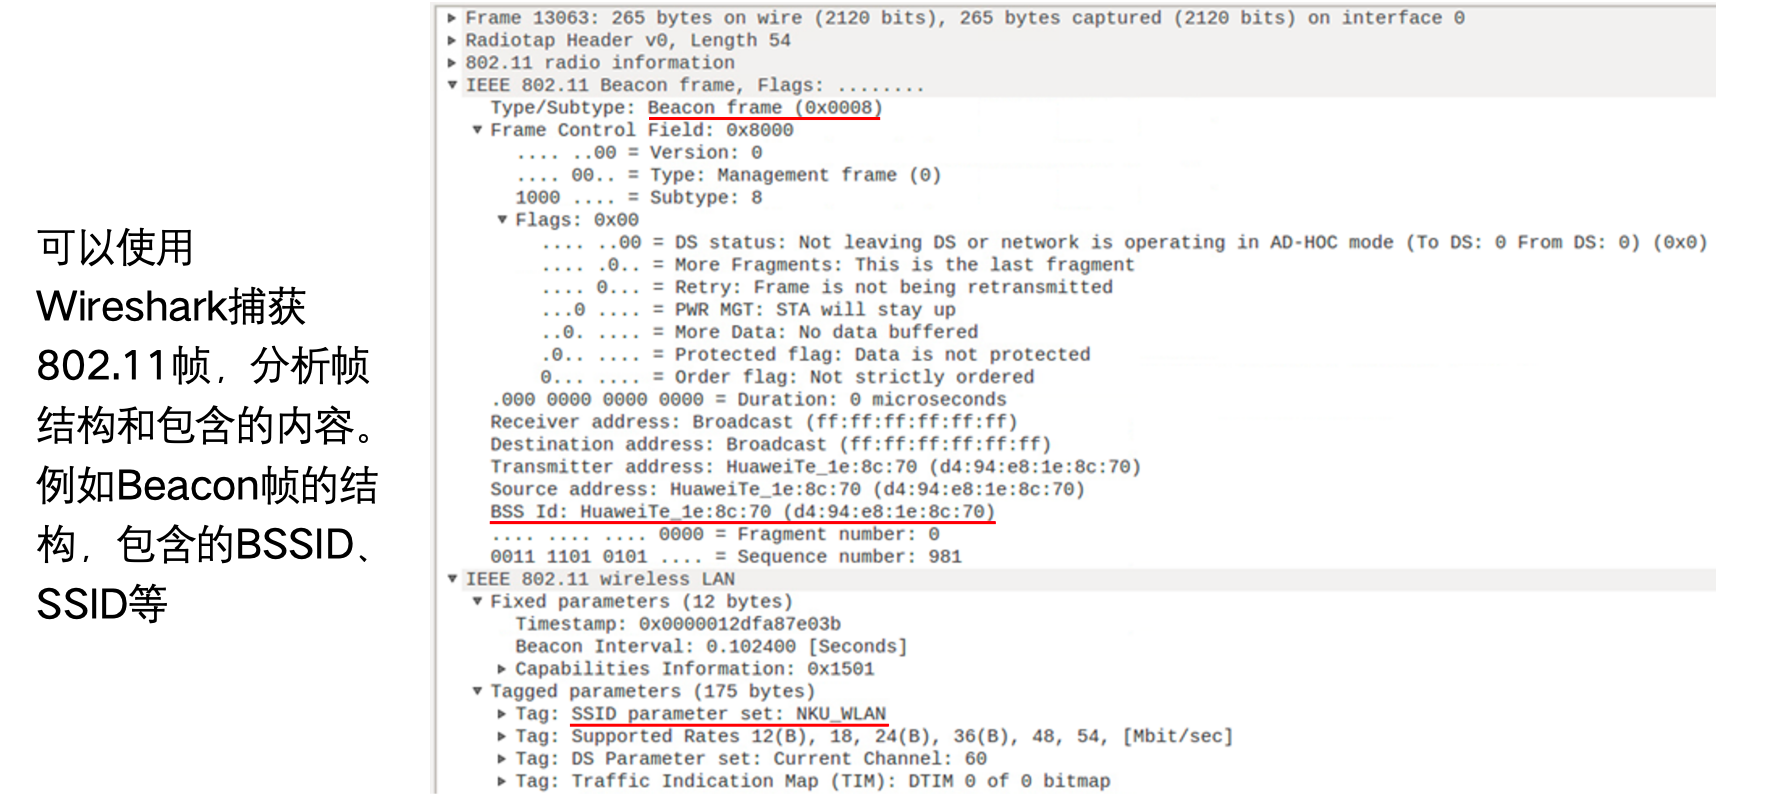 可以使用
Wireshark捕获
802.11帧，分析帧
结构和包含的内容。
例如Beacon帧的结
构，包含的BSSID、
SSID等
Frame 13063: 265 bytes on wire (2120 bits), 265 bytes captured (2120 bits) on interface 0
Radiotap Header v0, Length 54
802.11 radio information
IEEE 802.11 Beacon frame, Flags: ........
Type/Subtype: Beacon frame (0x0008)
Frame Control Field: 0x8000
.... ..00 = Version: 0
.... 00.. = Type: Management frame (0)
1000 .... = Subtype: 8
Flags: 0x00
.... ..00 = DS status: Not leaving DS or network is operating in AD-HOC mode (To DS: 0 From DS: 0) (0x0)
.... .0.. = More Fragments: This is the last fragment
.... 0... = Retry: Frame is not being retransmitted
...0 .... = PWR MGT: STA will stay up
..0. .... = More Data: No data buffered
.0.. .... = Protected flag: Data is not protected
0... .... = Order flag: Not strictly ordered
.000 0000 0000 0000 = Duration: 0 microseconds
Receiver address: Broadcast (ff:ff:ff:ff:ff:ff)
Destination address: Broadcast (ff:ff:ff:ff:ff:ff)
Transmitter address: HuaweiTe_1e:8c:70 (d4:94:e8:1e:8c:70)
Source address: HuaweiTe_1e:8c:70 (d4:94:e8:1e:8c:70)
BSS Id: HuaweiTe_1e:8c:70 (d4:94:e8:1e:8c:70)
.... .... .... 0000 = Fragment number: 0
0011 1101 0101 .... = Sequence number: 981
IEEE 802.11 wireless LAN
Fixed parameters (12 bytes)
Timestamp: 0x0000012dfa87e03b
Beacon Interval: 0.102400 [Seconds]
Capabilities Information: 0x1501
Tagged parameters (175 bytes)
Tag: SSID parameter set: NKU_WLAN
Tag: Supported Rates 12(B), 18, 24(B), 36(B), 48, 54, [Mbit/sec]
Tag: DS Parameter set: Current Channel: 60
Tag: Traffic Indication Map (TIM): DTIM 0 of 0 bitmap